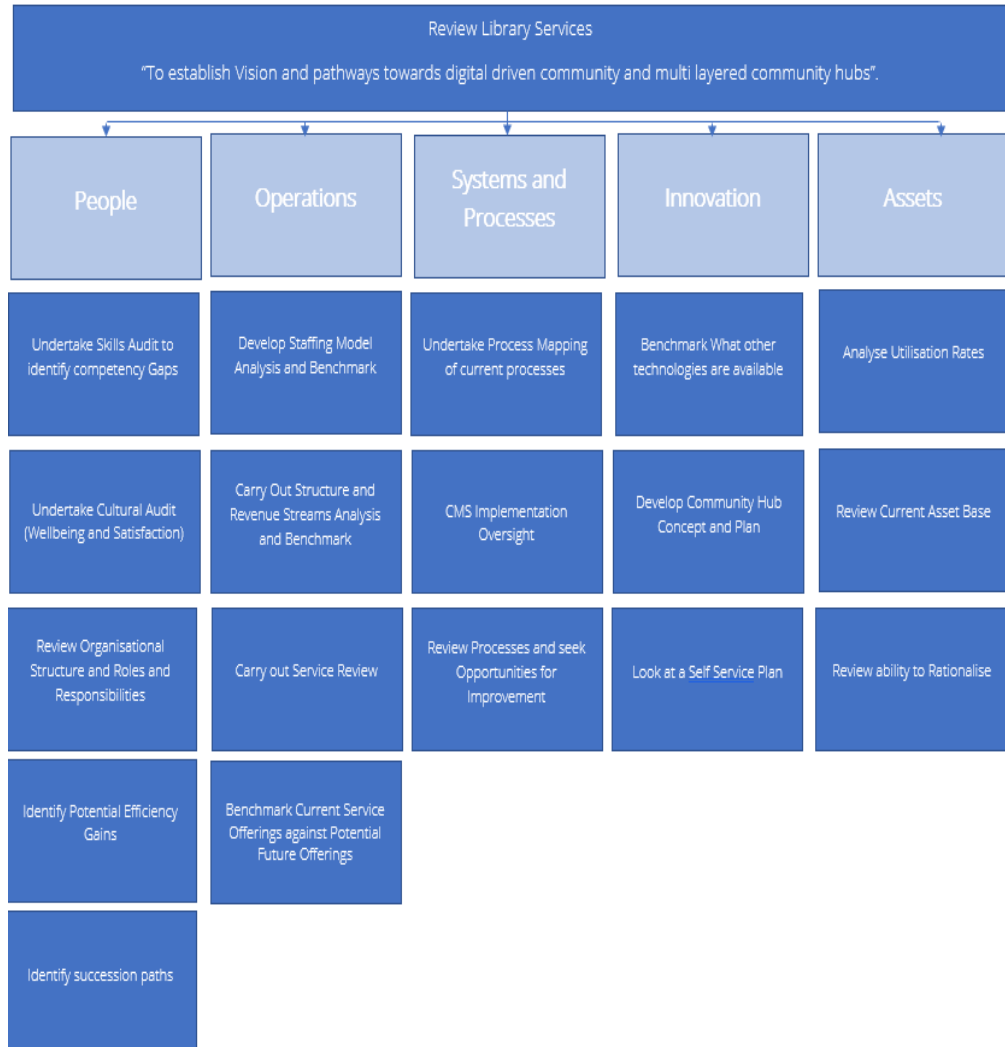 Review Library Services
“To establish Vision and pathways towards digital driven community and multi layered community hubs”.
People
Operations
Systems and
Processes
Innovation
Assets
Undertake Skills Audit to
identify competency Gaps
Develop Staffing Model
Analysis and Benchmark
Undertake Process Mapping
of current processes
Benchmark What other
technologies are available
Analyse Utilisation Rates
Undertake Cultural Audit
(Wellbeing and Satisfaction)
Carry Out Structure and
Revenue Streams Analysis
and Benchmark
CMS Implementation
Oversight
Develop Community Hub
Concept and Plan
Review Current Asset Base
Review Organisational
Structure and Roles and
Responsibilities
Carry out Service Review
Review Processes and seek
Opportunities for
Improvement
Look at a Self Service Plan
Review ability to Rationalise
Identify Potential Efficiency
Gains
Benchmark Current Service
Offerings against Potential
Future Offerings
Identify succession paths